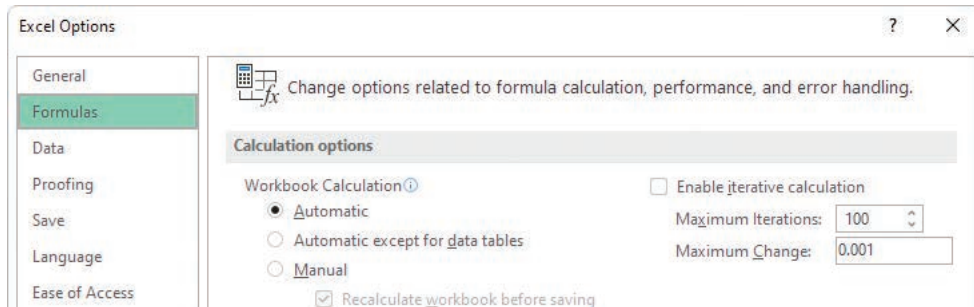 Excel Options
?
General
Formulas
Data
Proofing
Save
Language
Ease of Access
fx Change options related to formula calculation, performance, and error handling.
Calculation options
Workbook Calculation
Automatic
Automatic except for data tables
Manual
Recalculate workbook before saving
Enable iterative calculation
Maximum Iterations: 100
Maximum Change: 0.001